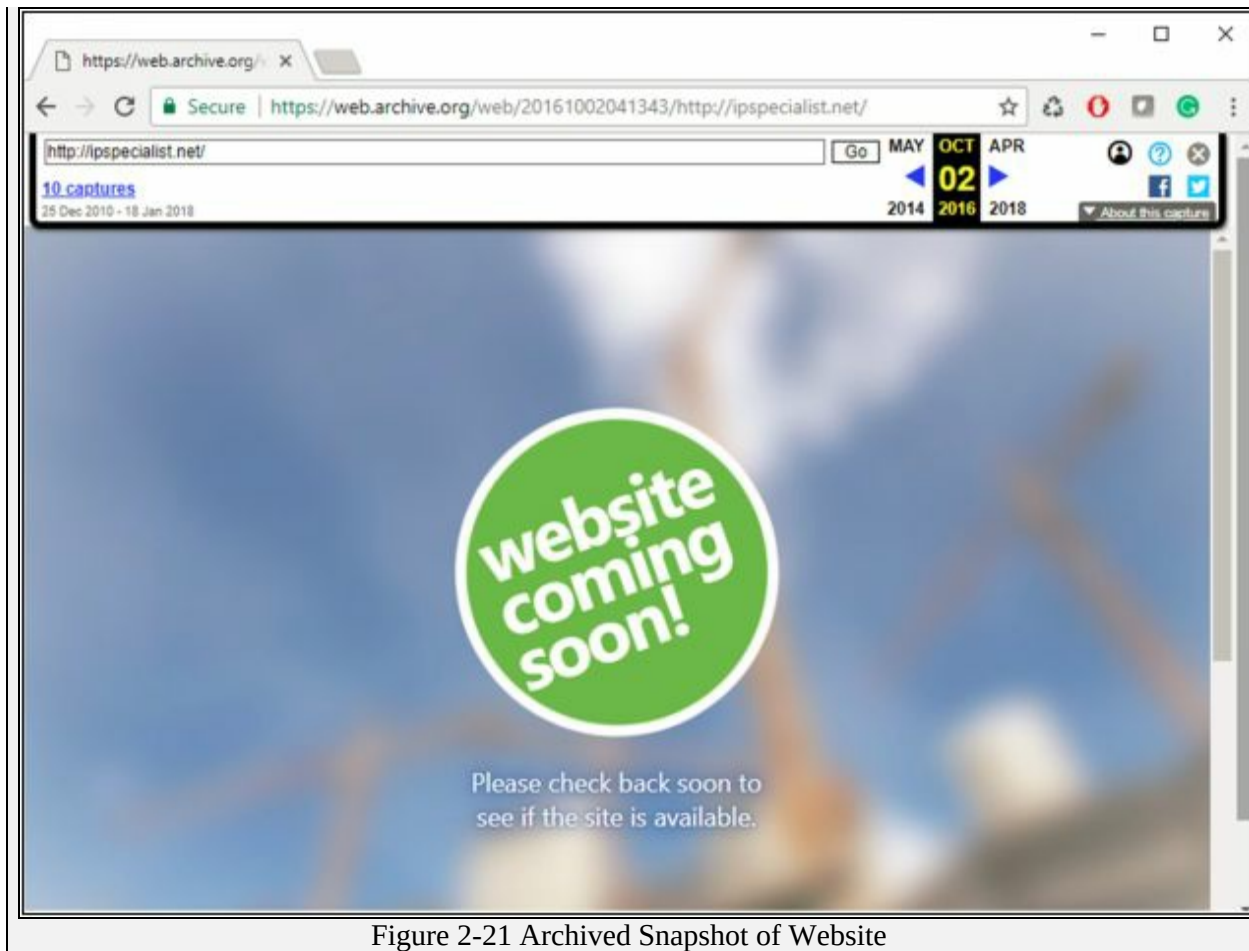 https://web.archive.org/
Secure | https://web.archive.org/web/20161002041343/http://ipspecialist.net/
http://ipspecialist.net/
Go
MAY OCT APR
10 captures
02
25 Dec 2010 - 18 Jan 2018
2014 2016 2018
About this capture
website
coming
soon!
Please check back soon to
see if the site is available.
Figure 2-21 Archived Snapshot of Website